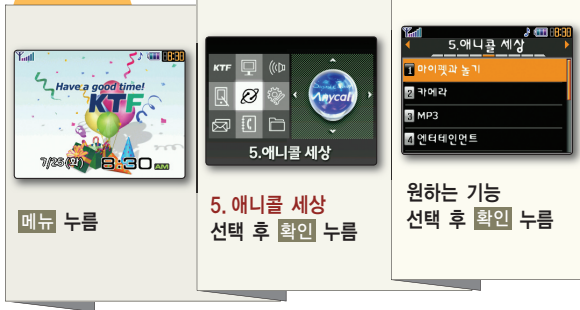 Have a good time!
KTF
7/25(화) 8:30 AM
메뉴 누름
KTF
Anycall
5.애니콜 세상
5. 애니콜 세상
선택 후 확인 누름
08:30
5.애니콜 세상
1 마이펫과 놀기
2 카메라
3 MP3
4 엔터테인먼트
원하는 기능
선택 후 확인 누름